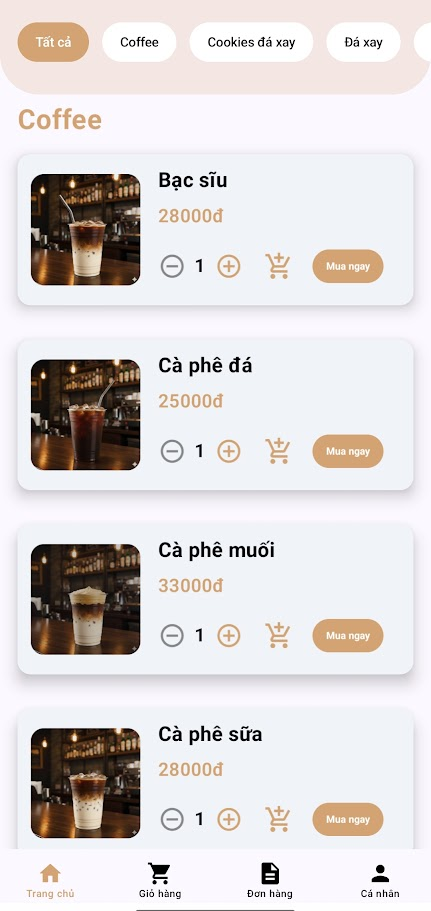 Tất cả
Coffee
Cookies đá xay
Đá xay
Coffee
Bạc sĩu
28000đ
1
Mua ngay
Cà phê đá
25000đ
1
Mua ngay
Cà phê muối
33000đ
1
Mua ngay
Cà phê sữa
28000đ
1
Mua ngay
Trang chủ
Giỏ hàng
Đơn hàng
Cá nhân